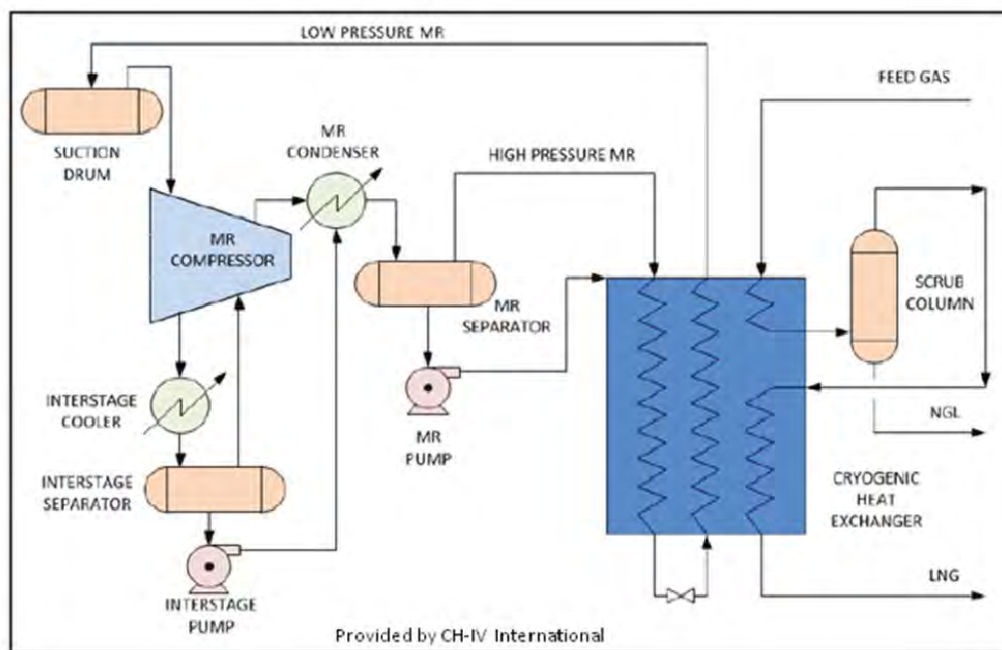 LOW PRESSURE MR
FEED GAS
SUCTION
DRUM
MR
CONDENSER
HIGH PRESSURE MR
MR
COMPRESSOR
SCRUB
COLUMN
MR
SEPARATOR
INTERSTAGE
COOLER
MR
PUMP
NGL
INTERSTAGE
SEPARATOR
CRYOGENIC
HEAT
EXCHANGER
LNG
INTERSTAGE
PUMP
Provided by CH-IV International